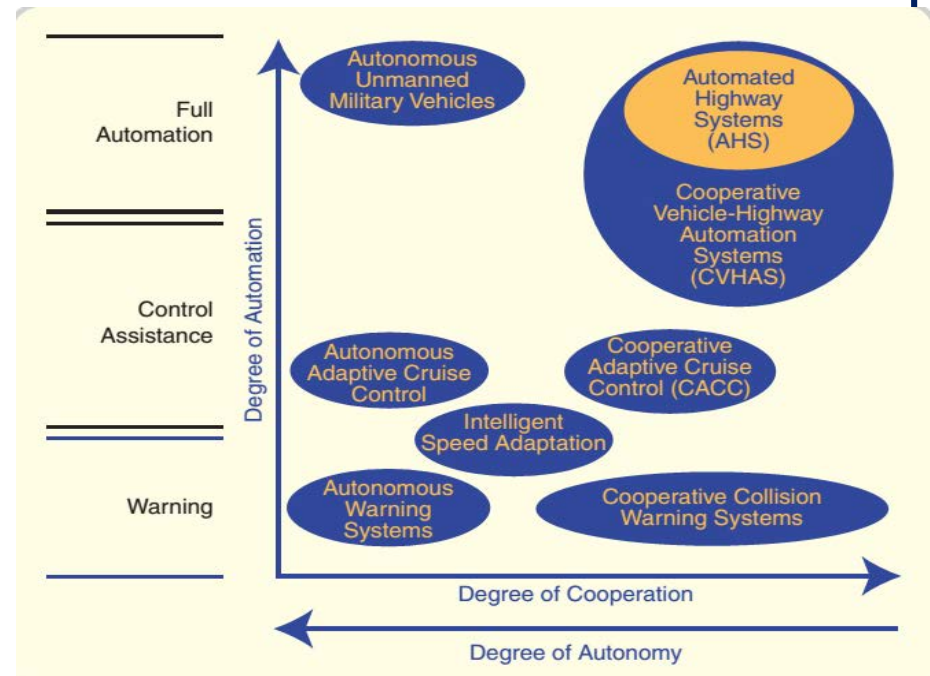 Full
Automation
Control
Assistance
Warning
Degree of Automation
Autonomous
Unmanned
Military Vehicles
Automated
Highway
Systems
(AHS)
Cooperative
Vehicle-Highway
Automation
Systems
(CVHAS)
Autonomous
Adaptive Cruise
Control
Cooperative
Adaptive Cruise
Control (CACC)
Intelligent
Speed Adaptation
Autonomous
Warning
Systems
Cooperative Collision
Warning Systems
Degree of Cooperation
Degree of Autonomy